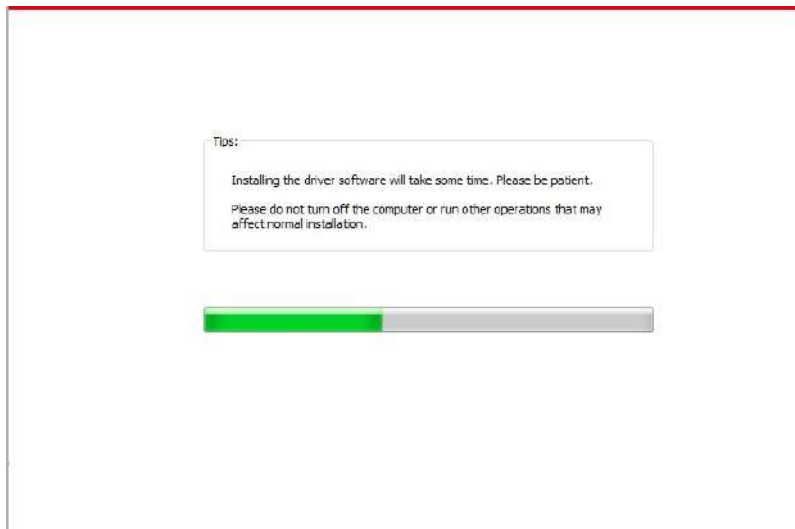 Tips:
Installing the driver software will take some time. Please be patient.
Please do not turn off the computer or run other operations that may
affect normal installation.